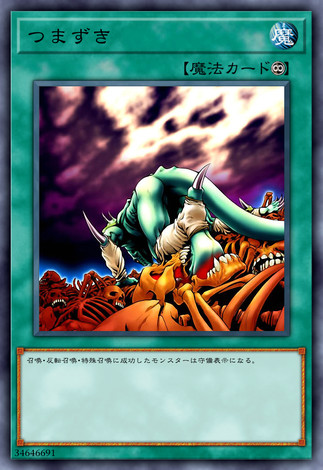 つまずき
魔
【魔法カード♾】
召喚・反転召喚・特殊召喚に成功したモンスターは守備表示になる。
34646691